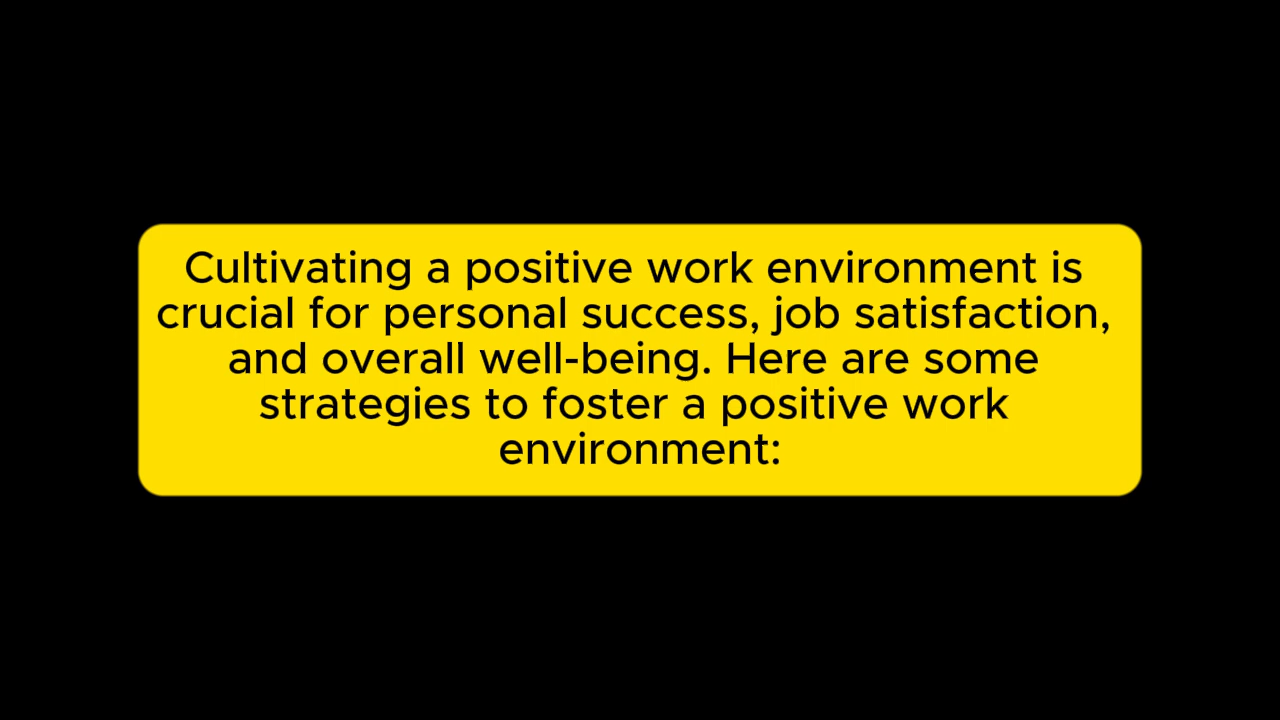 Cultivating a positive work environment is
crucial for personal success, job satisfaction,
and overall well-being. Here are some
strategies to foster a positive work
environment: